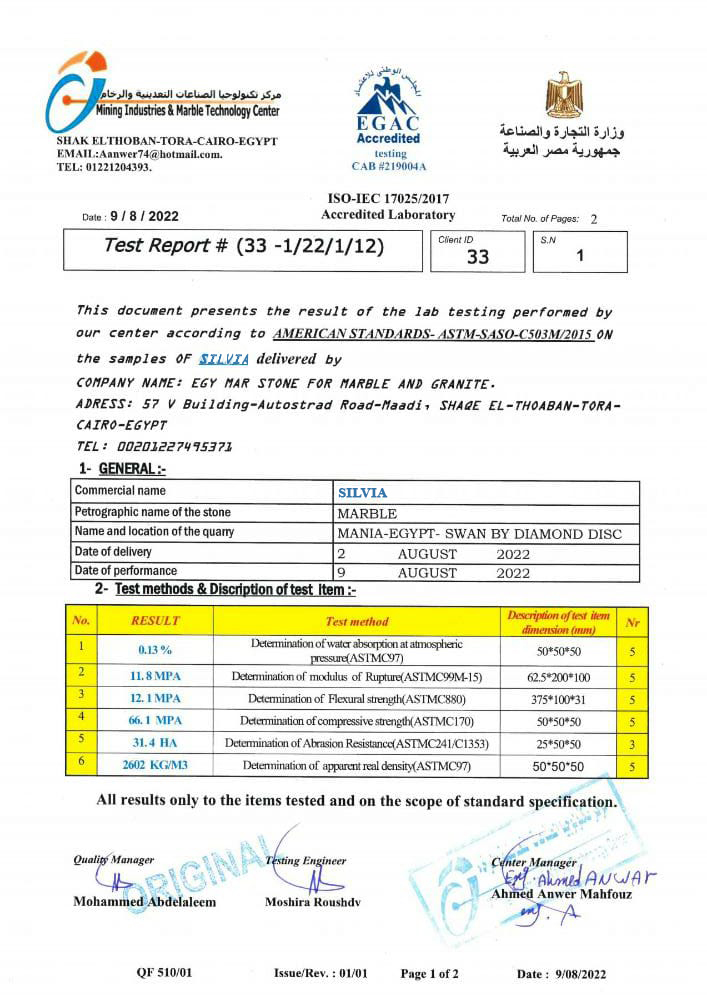 مركز تكنولوجيا الصناعات التعدينية والرخام
Mining Industries & Marble Technology Center
SHAK ELTHOBAN-TORA-CAIRO-EGYPT
EMAIL:Aanwer74@hotmail.com.
TEL: 01221204393.
المجلس الوطني للاعتماد
EGAC
Accredited
testing
CAB #219004A
وزارة التجارة والصناعة
جمهورية مصر العربية
ISO-IEC 17025/2017
Accredited Laboratory
Date : 9 / 8 / 2022
Total No. of Pages: 2
Test Report # (33 -1/22/1/12)
Client ID
33
S.N
1
This document presents the result of the lab testing performed by
our center according to AMERICAN STANDARDS- ASTM-SASO-C503M/2015 ON
the samples OF SILVIA delivered by
COMPANY NAME: EGY MAR STONE FOR MARBLE AND GRANITE.
ADRESS: 57 V Building-Autostrad Road-Maadi, SHAQE EL-THOABAN-TORA-
CAIRO-EGYPT
TEL: 00201227495371
1- GENERAL:-
Commercial name SILVIA
Petrographic name of the stone MARBLE
Name and location of the quarry MANIA-EGYPT- SWAN BY DIAMOND DISC
Date of delivery 2 AUGUST 2022
Date of performance 9 AUGUST 2022
2- Test methods & Discription of test Item :-
No. RESULT Test method Description of test item dimension (mm) Nr
1 0.13 % Determination of water absorption at atmospheric pressure(ASTMC97) 50*50*50 5
2 11.8 MPA Determination of modulus of Rupture(ASTMC99M-15) 62.5*200*100 5
3 12.1 MPA Determination of Flexural strength(ASTMC880) 375*100*31 5
4 66.1 MPA Determination of compressive strength(ASTMC170) 50*50*50 5
5 31.4 HA Determination of Abrasion Resistance(ASTMC241/C1353) 25*50*50 3
6 2602 KG/M3 Determination of apparent real density(ASTMC97) 50*50*50 5
All results only to the items tested and on the scope of standard specification.
Quality Manager Testing Engineer Center Manager
ORIGINAL
Eng. Ahmed ANWAR
Mohammed Abdelaleem Moshira Roushdv Ahmed Anwer Mahfouz
eng. A
QF 510/01 Issue/Rev. : 01/01 Page 1 of 2 Date : 9/08/2022